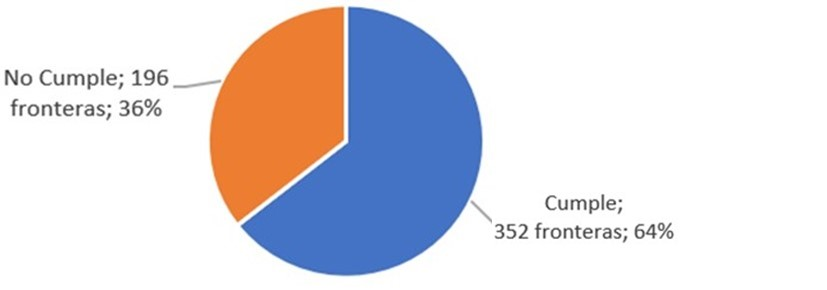 No Cumple; 196
fronteras; 36%
Cumple;
352 fronteras; 64%